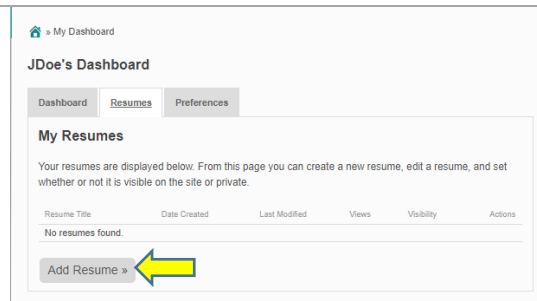 » My Dashboard
JDoe's Dashboard
Dashboard Resumes Preferences
My Resumes
Your resumes are displayed below. From this page you can create a new resume, edit a resume, and set
whether or not it is visible on the site or private.
Resume Title Date Created Last Modified Views Visibility Actions
No resumes found.
Add Resume »